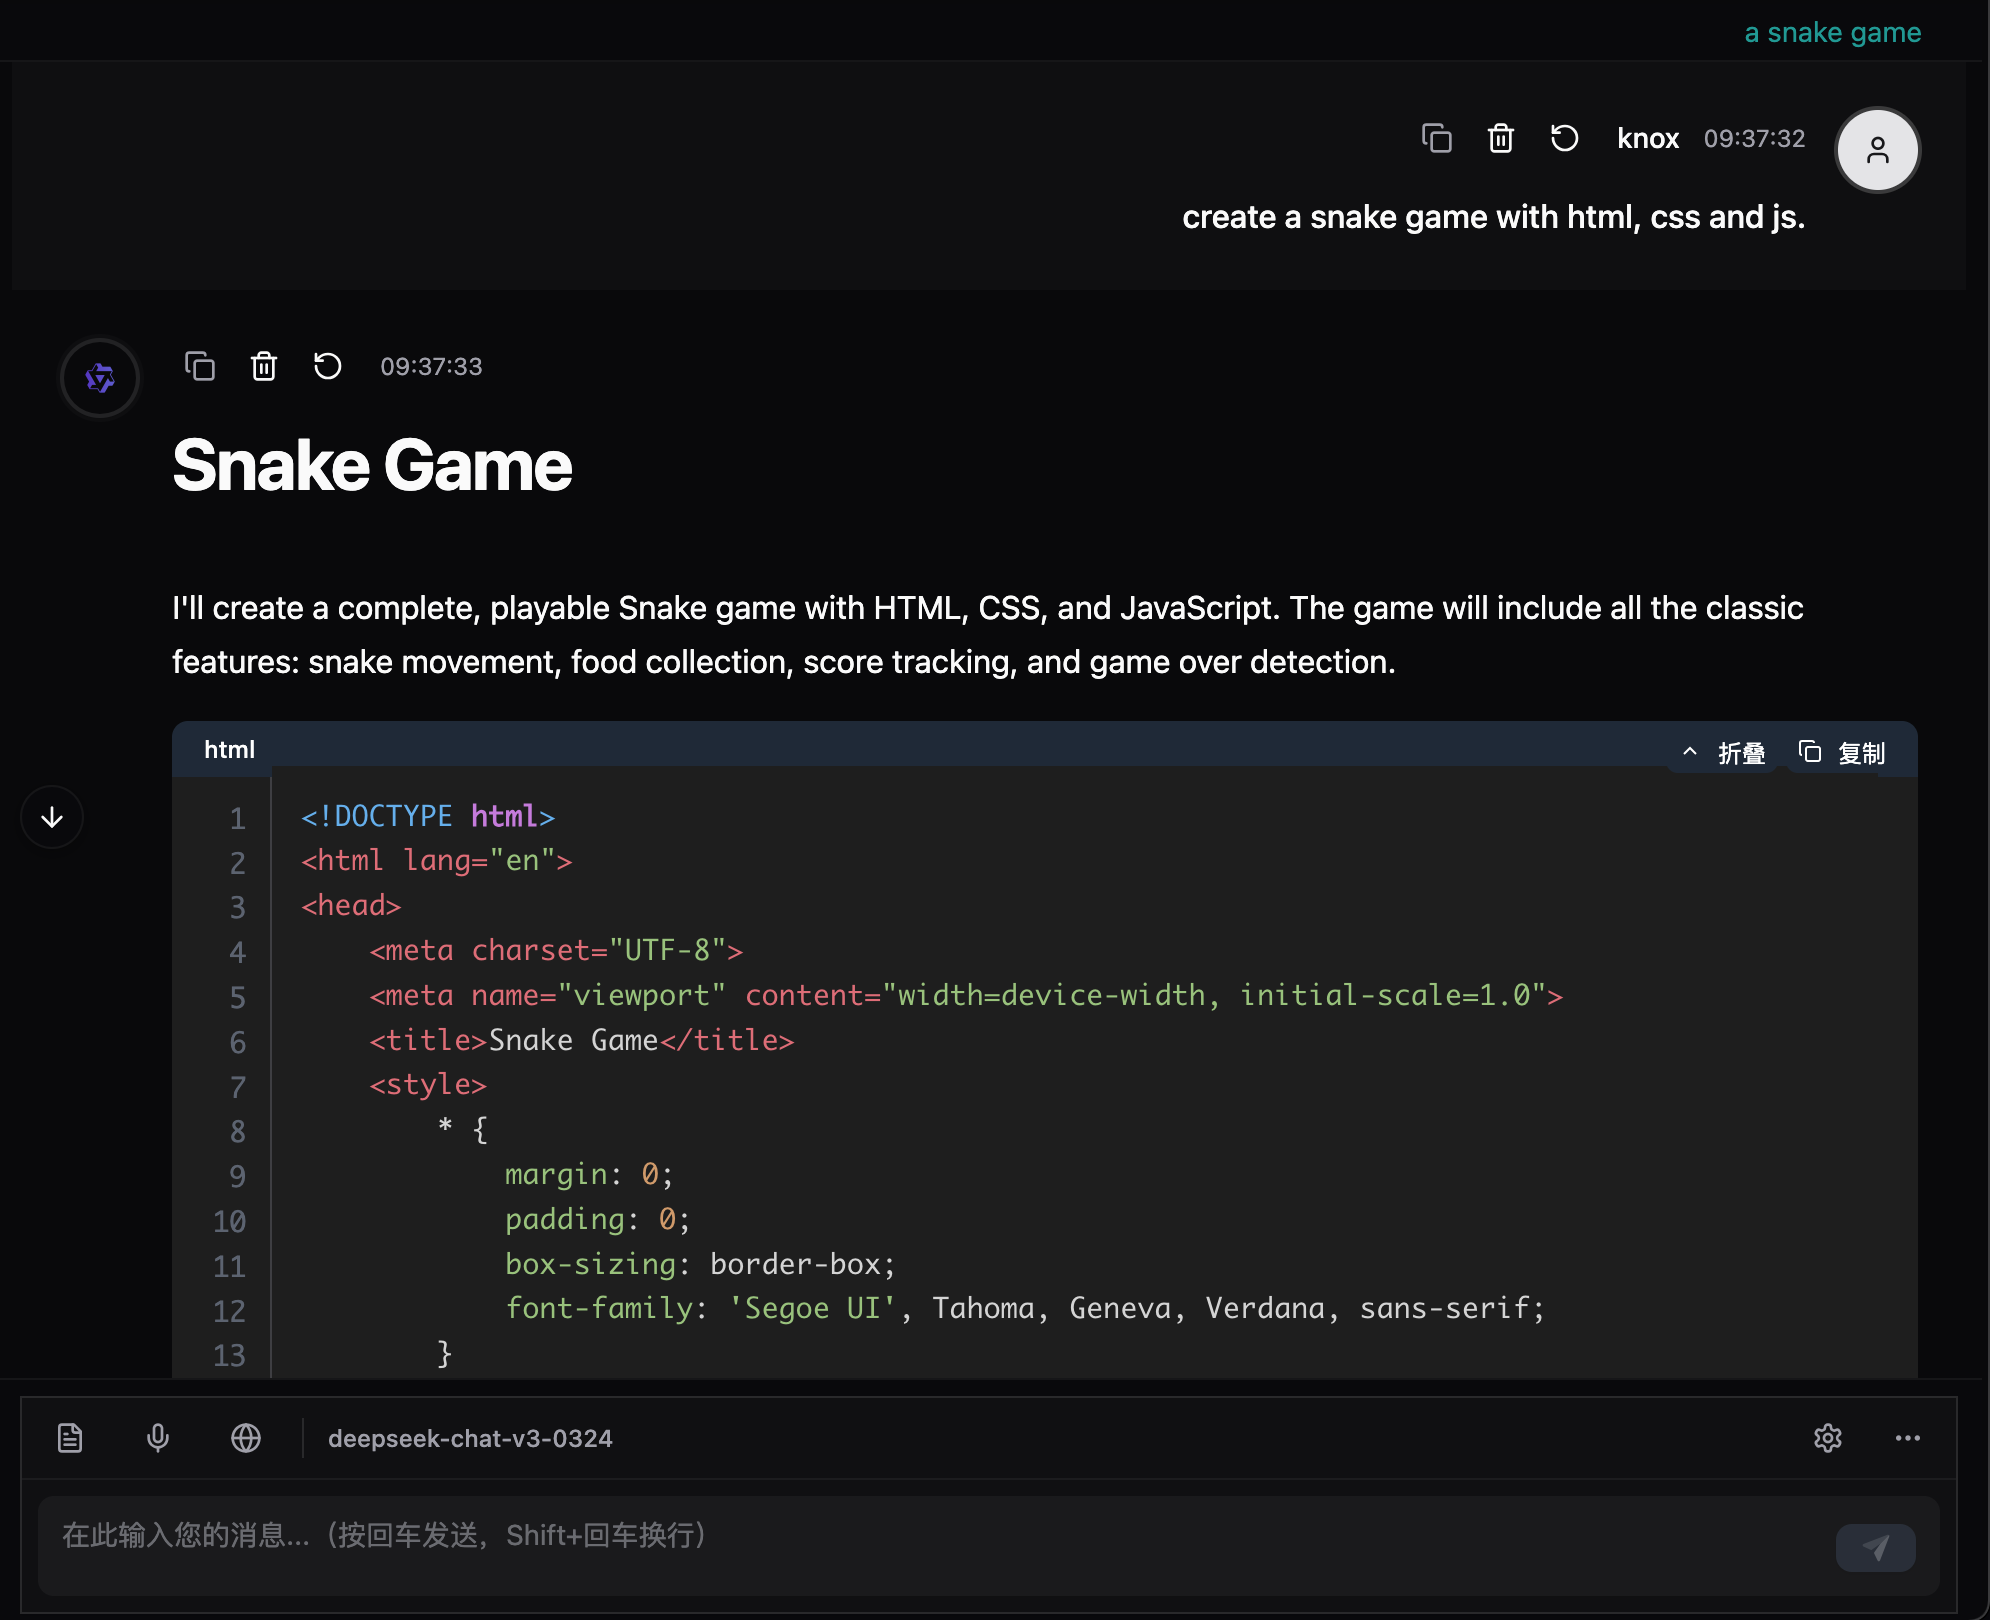 a snake game
knox 09:37:32
create a snake game with html, css and js.
09:37:33
Snake Game
I'll create a complete, playable Snake game with HTML, CSS, and JavaScript. The game will include all the classic
features: snake movement, food collection, score tracking, and game over detection.
html 折叠 复制
1 <!DOCTYPE html>
2 <html lang="en">
3 <head>
4     <meta charset="UTF-8">
5     <meta name="viewport" content="width=device-width, initial-scale=1.0">
6     <title>Snake Game</title>
7     <style>
8         * {
9             margin: 0;
10             padding: 0;
11             box-sizing: border-box;
12             font-family: 'Segoe UI', Tahoma, Geneva, Verdana, sans-serif;
13         }
deepseek-chat-v3-0324
在此输入您的消息...（按回车发送，Shift+回车换行）